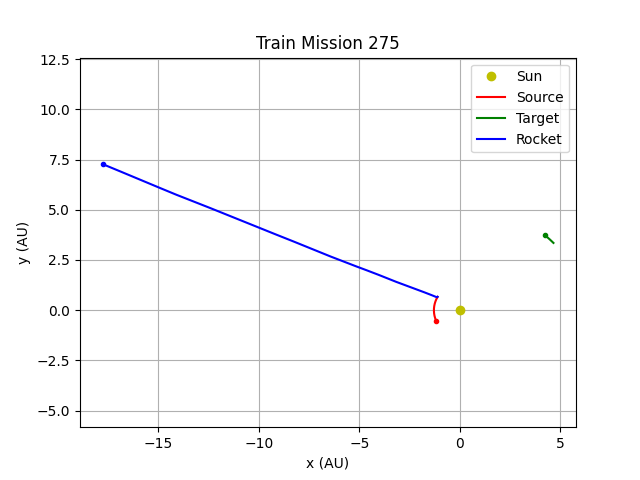 Train Mission 275
12.5
10.0
7.5
5.0
2.5
0.0
−2.5
−5.0
y (AU)
−15
−10
−5
0
5
x (AU)
Sun
Source
Target
Rocket